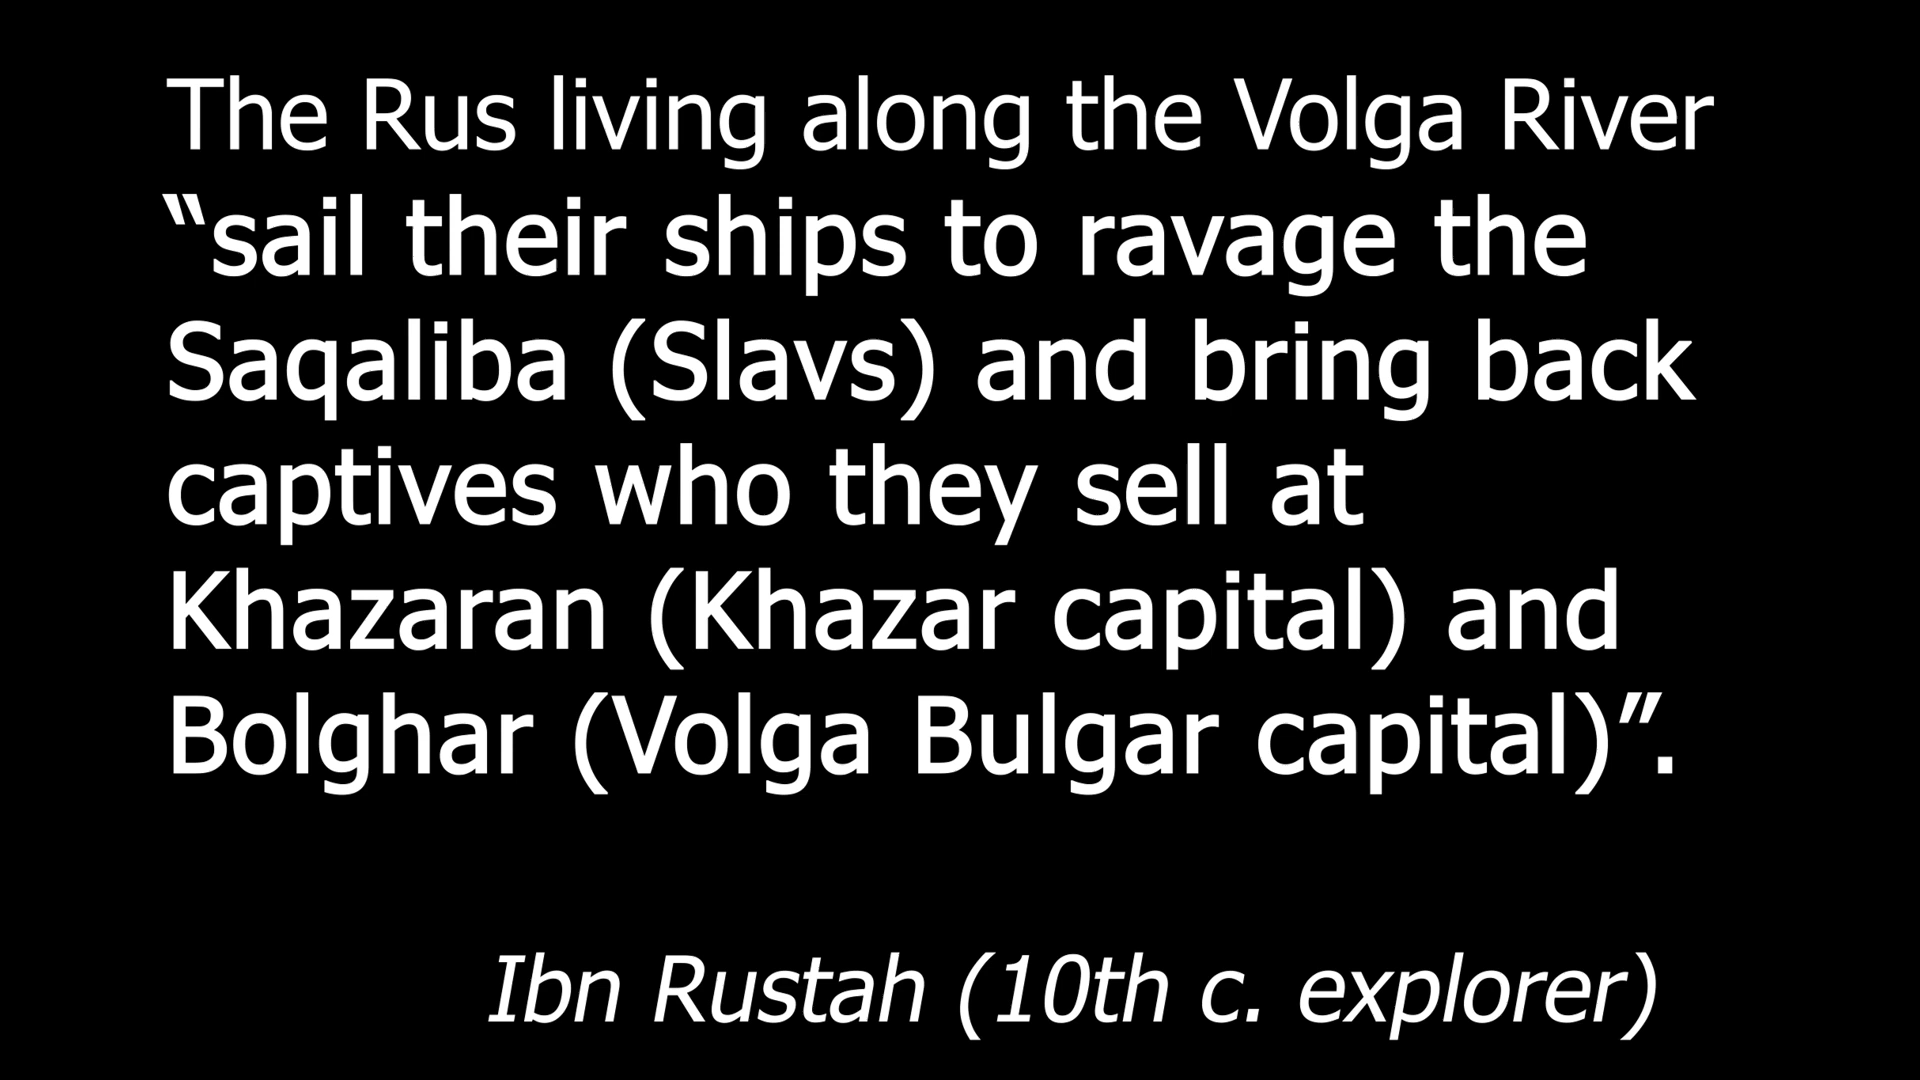 The Rus living along the Volga River
“sail their ships to ravage the
Saqaliba (Slavs) and bring back
captives who they sell at
Khazaran (Khazar capital) and
Bolghar (Volga Bulgar capital)”.
Ibn Rustah (10th c. explorer)